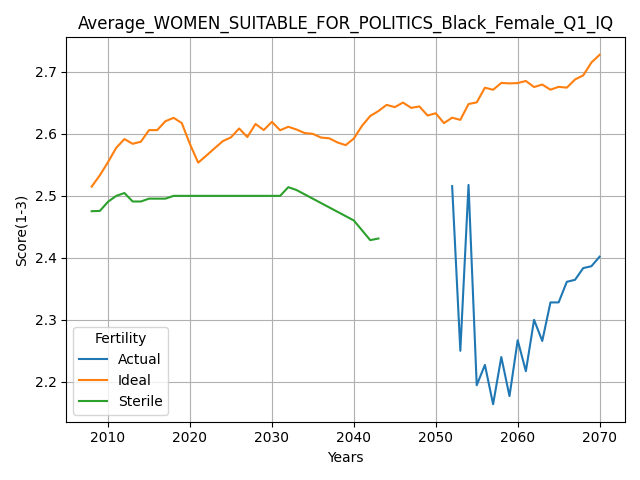 Average_WOMEN_SUITABLE_FOR_POLITICS_Black_Female_Q1_IQ
2.7
2.6
2.5
2.4
2.3
2.2
Score(1-3)
Fertility
Actual
Ideal
Sterile
2010 2020 2030 2040 2050 2060 2070
Years